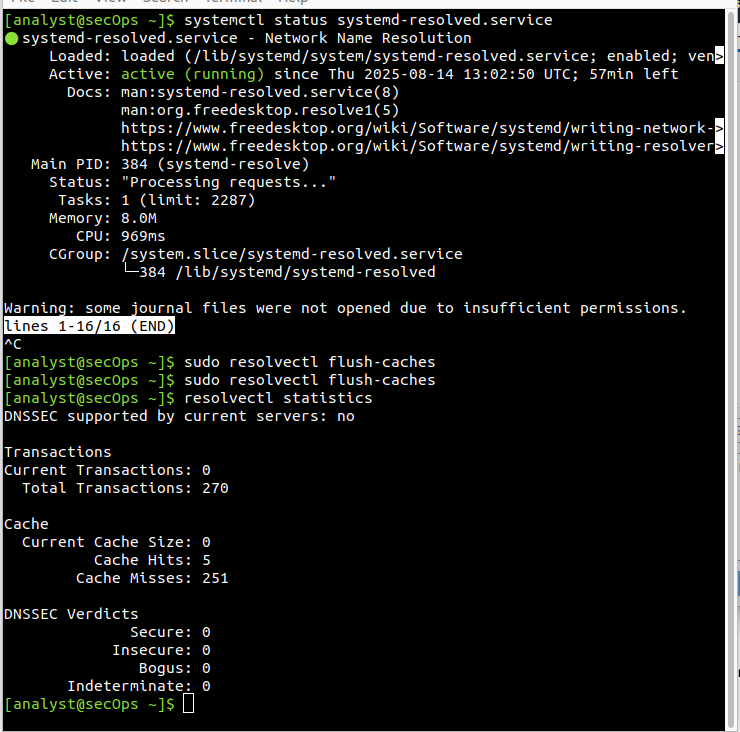 [analyst@secOps ~]$ systemctl status systemd-resolved.service
● systemd-resolved.service - Network Name Resolution
     Loaded: loaded (/lib/systemd/system/systemd-resolved.service; enabled; ven>
     Active: active (running) since Thu 2025-08-14 13:02:50 UTC; 57min left
       Docs: man:systemd-resolved.service(8)
             man:org.freedesktop.resolve1(5)
             https://www.freedesktop.org/wiki/Software/systemd/writing-network->
             https://www.freedesktop.org/wiki/Software/systemd/writing-resolver>
   Main PID: 384 (systemd-resolve)
     Status: "Processing requests..."
      Tasks: 1 (limit: 2287)
     Memory: 8.0M
        CPU: 969ms
     CGroup: /system.slice/systemd-resolved.service
             └─384 /lib/systemd/systemd-resolved

Warning: some journal files were not opened due to insufficient permissions.
lines 1-16/16 (END)
^C
[analyst@secOps ~]$ sudo resolvectl flush-caches
[analyst@secOps ~]$ sudo resolvectl flush-caches
[analyst@secOps ~]$ resolvectl statistics
DNSSEC supported by current servers: no

Transactions
Current Transactions: 0
  Total Transactions: 270

Cache
  Current Cache Size: 0
          Cache Hits: 5
        Cache Misses: 251

DNSSEC Verdicts
              Secure: 0
            Insecure: 0
               Bogus: 0
       Indeterminate: 0
[analyst@secOps ~]$